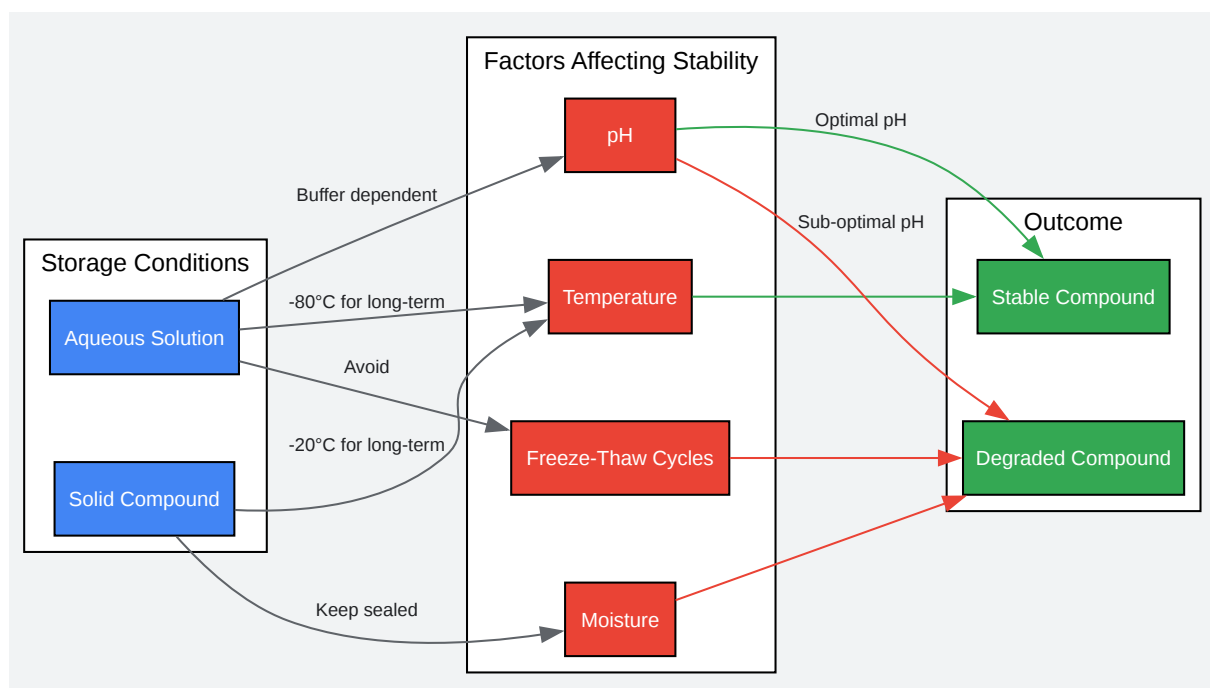 Factors Affecting Stability
pH
Optimal pH
Buffer dependent
Sub-optimal pH
Outcome
Storage Conditions
Aqueous Solution
-80°C for long-term
Temperature
Stable Compound
Avoid
-20°C for long-term
Freeze-Thaw Cycles
Degraded Compound
Solid Compound
Keep sealed
Moisture